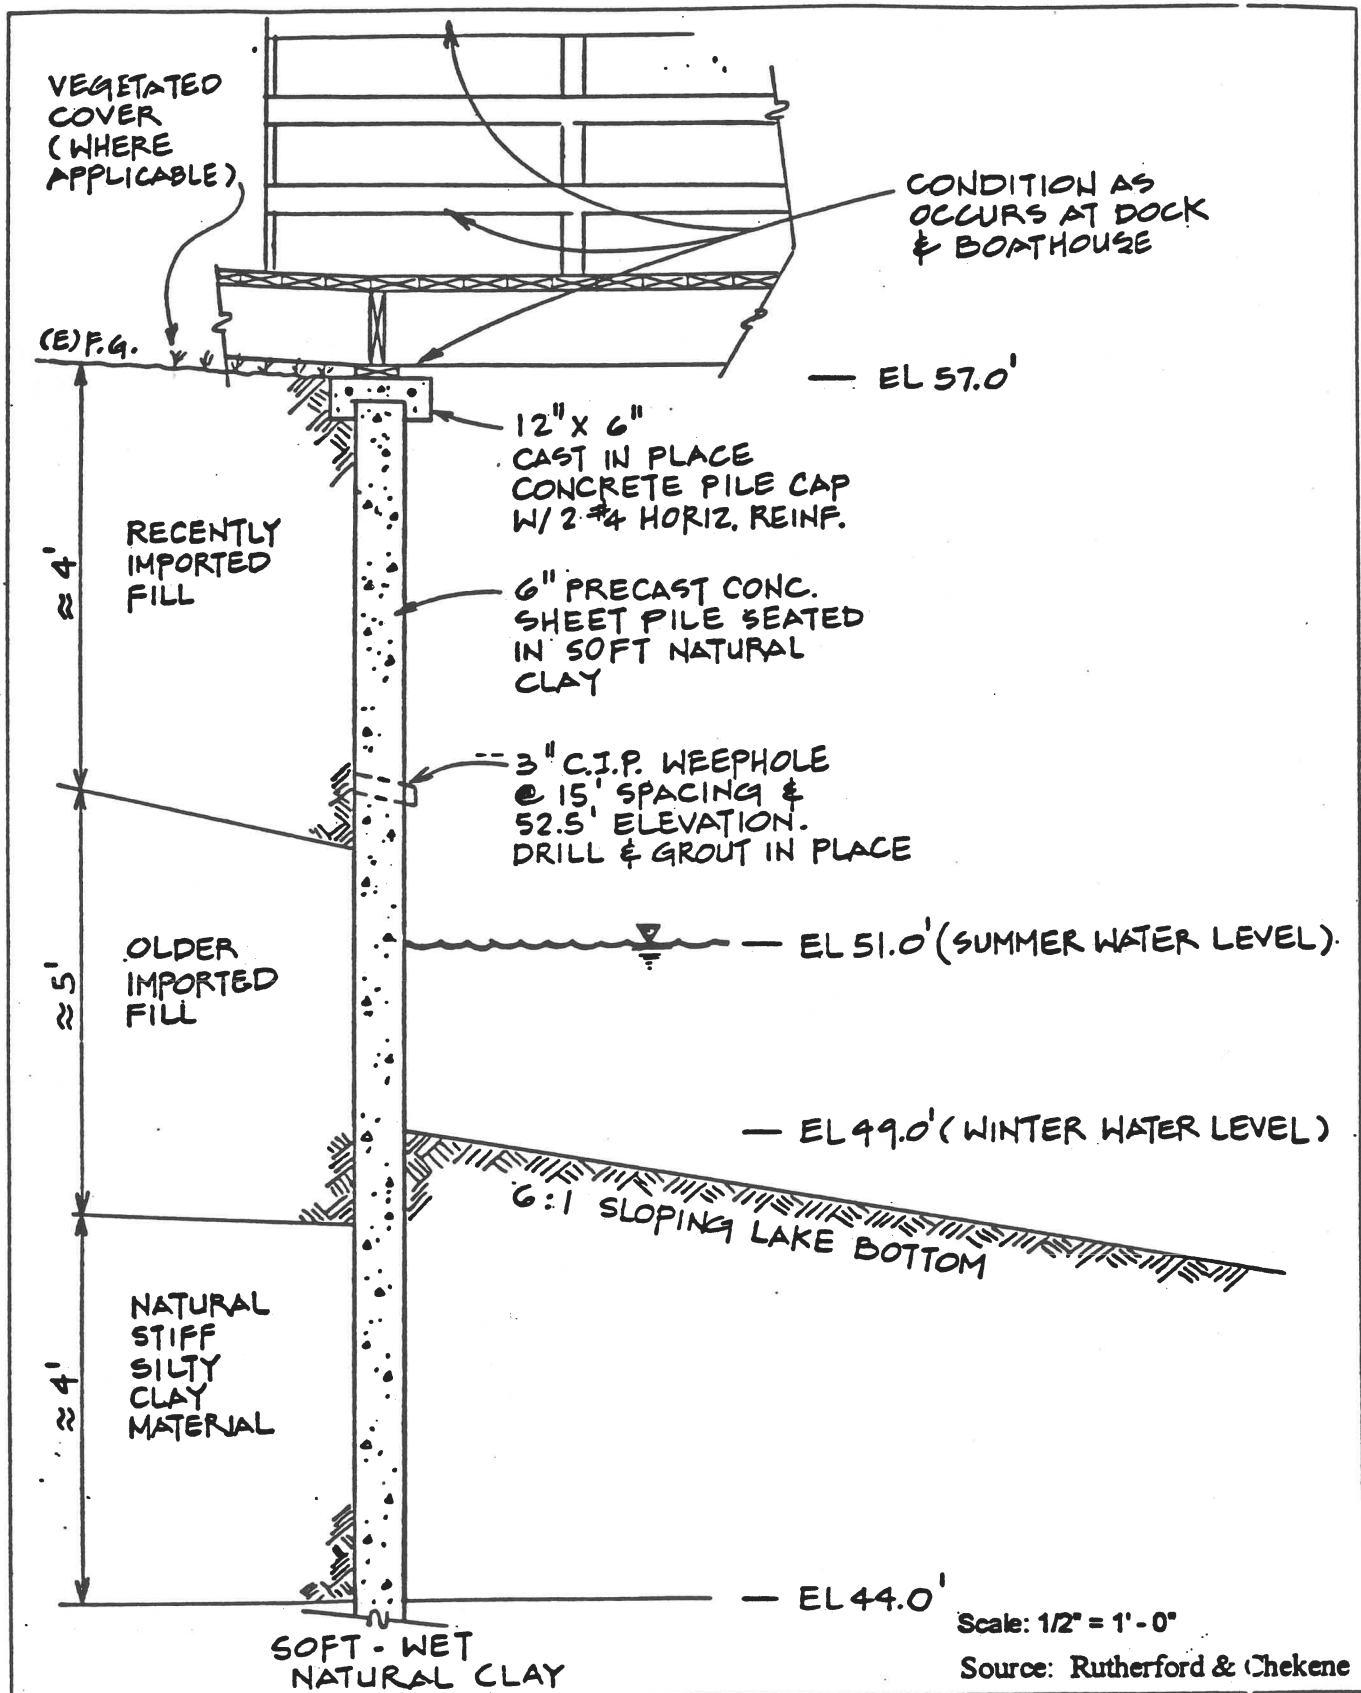 VEGETATED
COVER
(WHERE
APPLICABLE)
CONDITION AS
OCCURS AT DOCK
& BOATHOUSE
(E) F.G.
EL 57.0'
12" X 6"
CAST IN PLACE
CONCRETE PILE CAP
W/ 2 #4 HORIZ. REINF.
≈ 4'
RECENTLY
IMPORTED
FILL
6" PRECAST CONC.
SHEET PILE SEATED
IN SOFT NATURAL
CLAY
3" C.I.P. WEEPHOLE
@ 15' SPACING &
52.5' ELEVATION.
DRILL & GROUT IN PLACE
≈ 5'
OLDER
IMPORTED
FILL
EL 51.0' (SUMMER WATER LEVEL)
EL 49.0' (WINTER WATER LEVEL)
6:1 SLOPING LAKE BOTTOM
≈ 4'
NATURAL
STIFF
SILTY
CLAY
MATERIAL
EL 44.0'
SOFT - WET
NATURAL CLAY
Scale: 1/2" = 1' - 0"
Source: Rutherford & Chekene